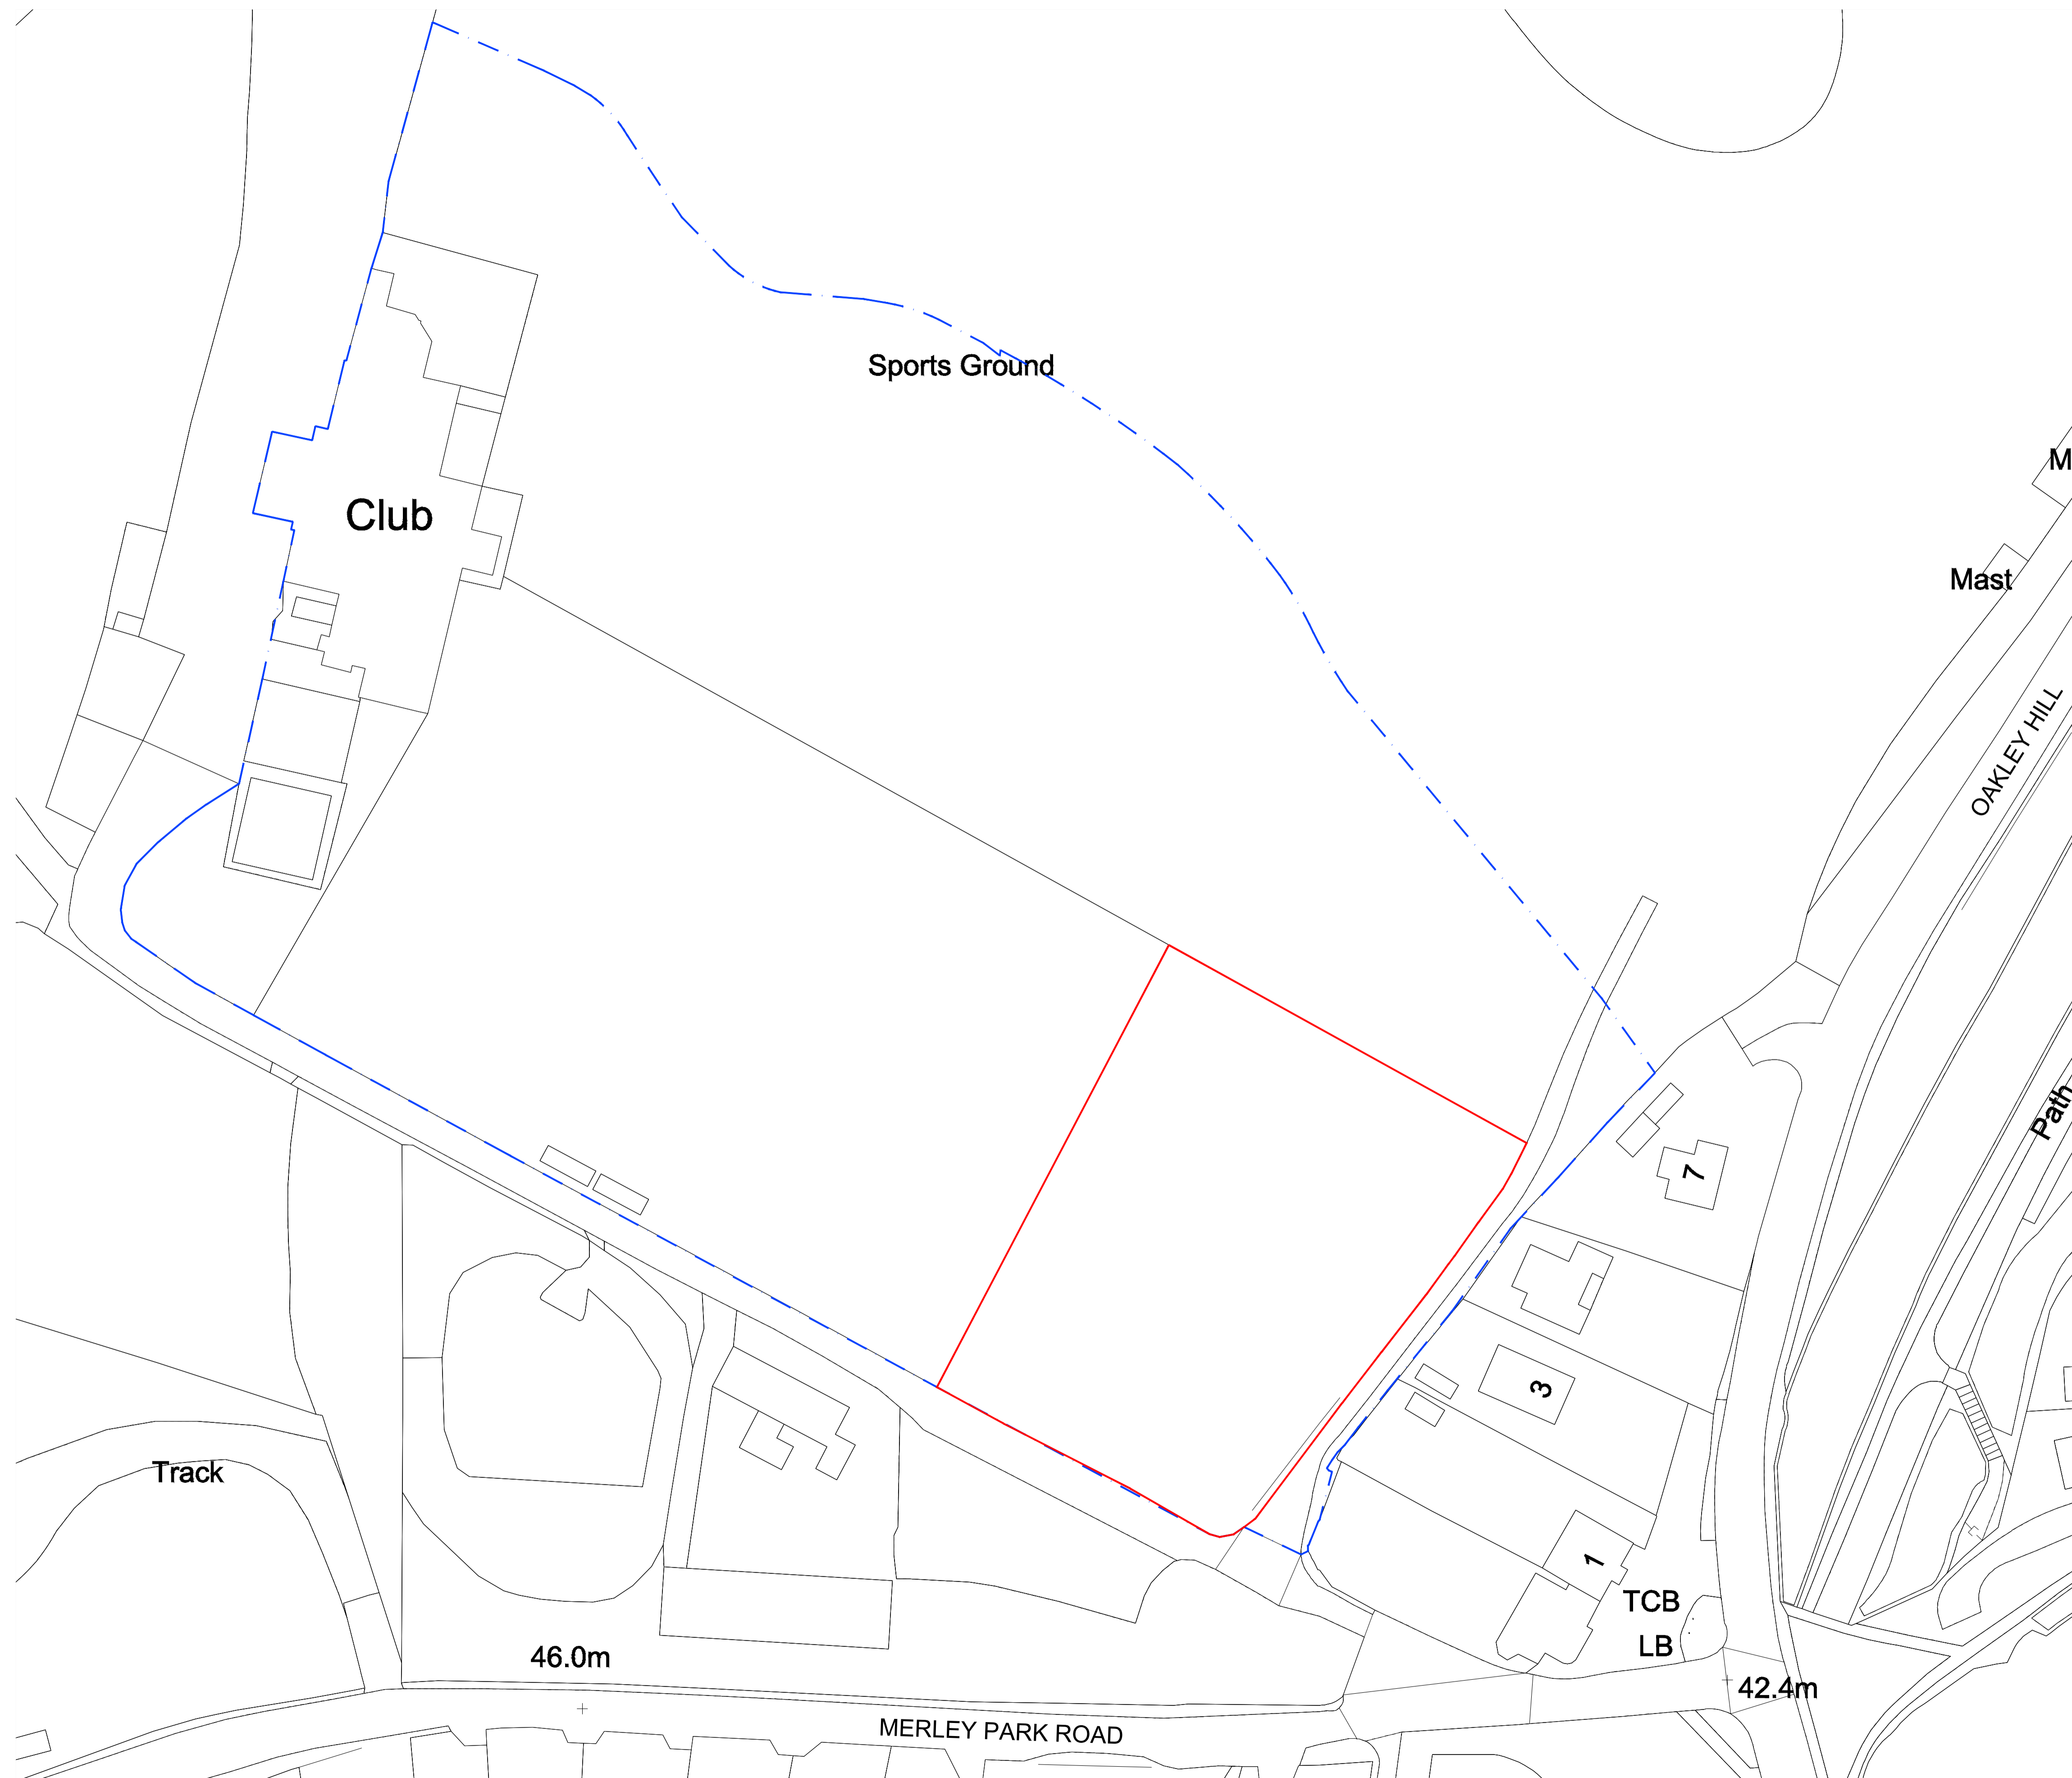 Sports Ground
M
Club
Mast
OAKLEY HILL
Path
7
3
Track
1
TCB
LB
46.0m
42.4m
MERLEY PARK ROAD